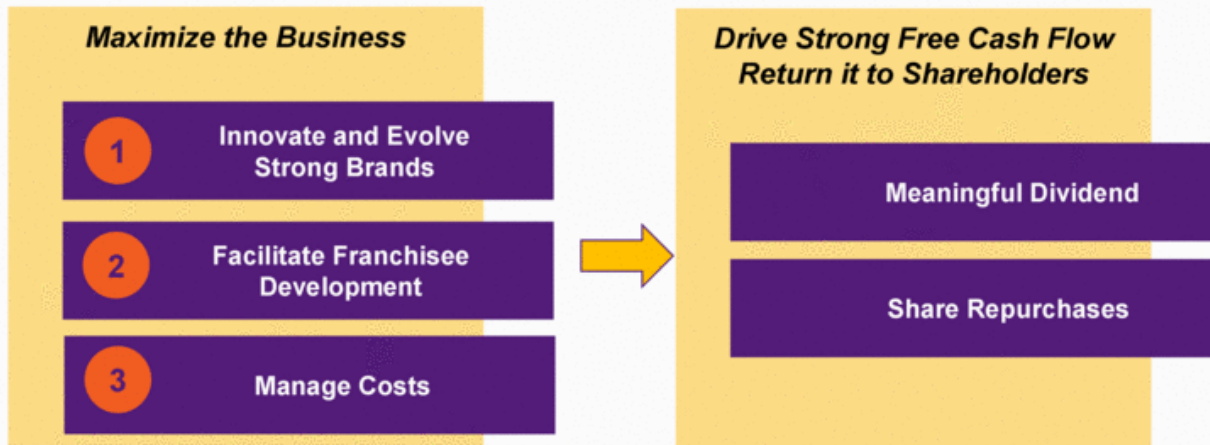 Maximize the Business
1
Innovate and Evolve
Strong Brands
2
Facilitate Franchisee
Development
3
Manage Costs
Drive Strong Free Cash Flow
Return it to Shareholders
Meaningful Dividend
Share Repurchases